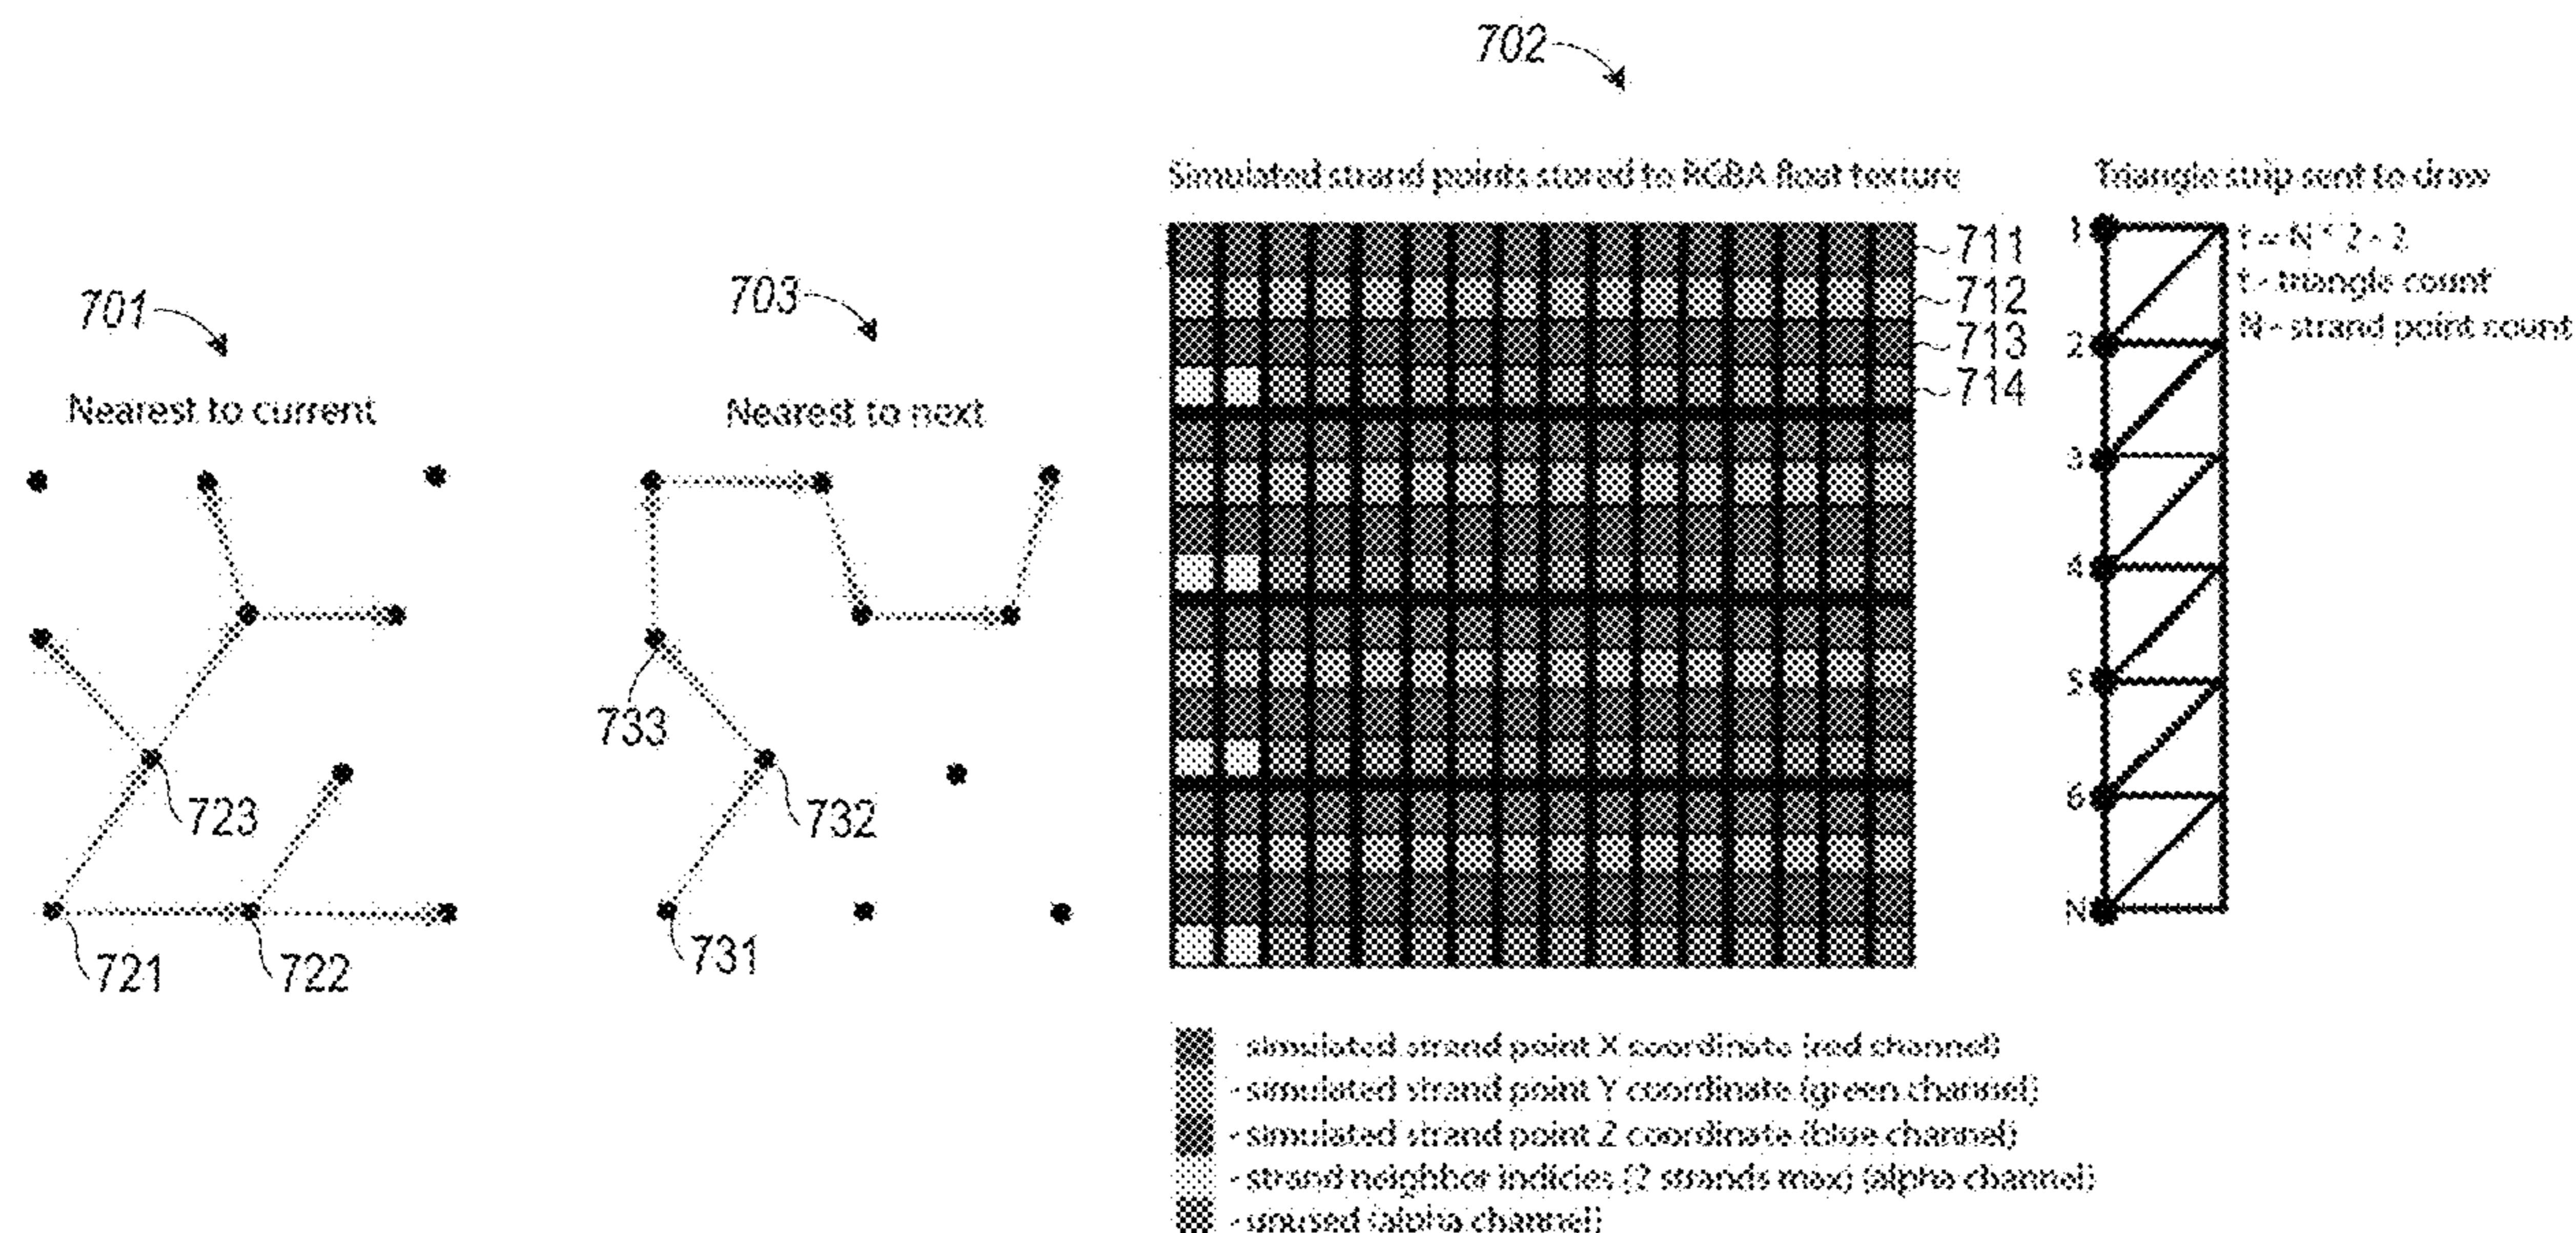 702
Simulated strand points stored to RGBA float texture
Triangle strip sent to draw
701
Nearest to current
703
Nearest to next
711
712
713
714
1
2
3
4
5
6
N
t = N * 2 - 2
t - triangle count
N - strand point count
721
722
723
731
732
733
- simulated strand point X coordinate (red channel)
- simulated strand point Y coordinate (green channel)
- simulated strand point Z coordinate (blue channel)
- strand neighbor indicies (2 strands max) (alpha channel)
- unused (alpha channel)